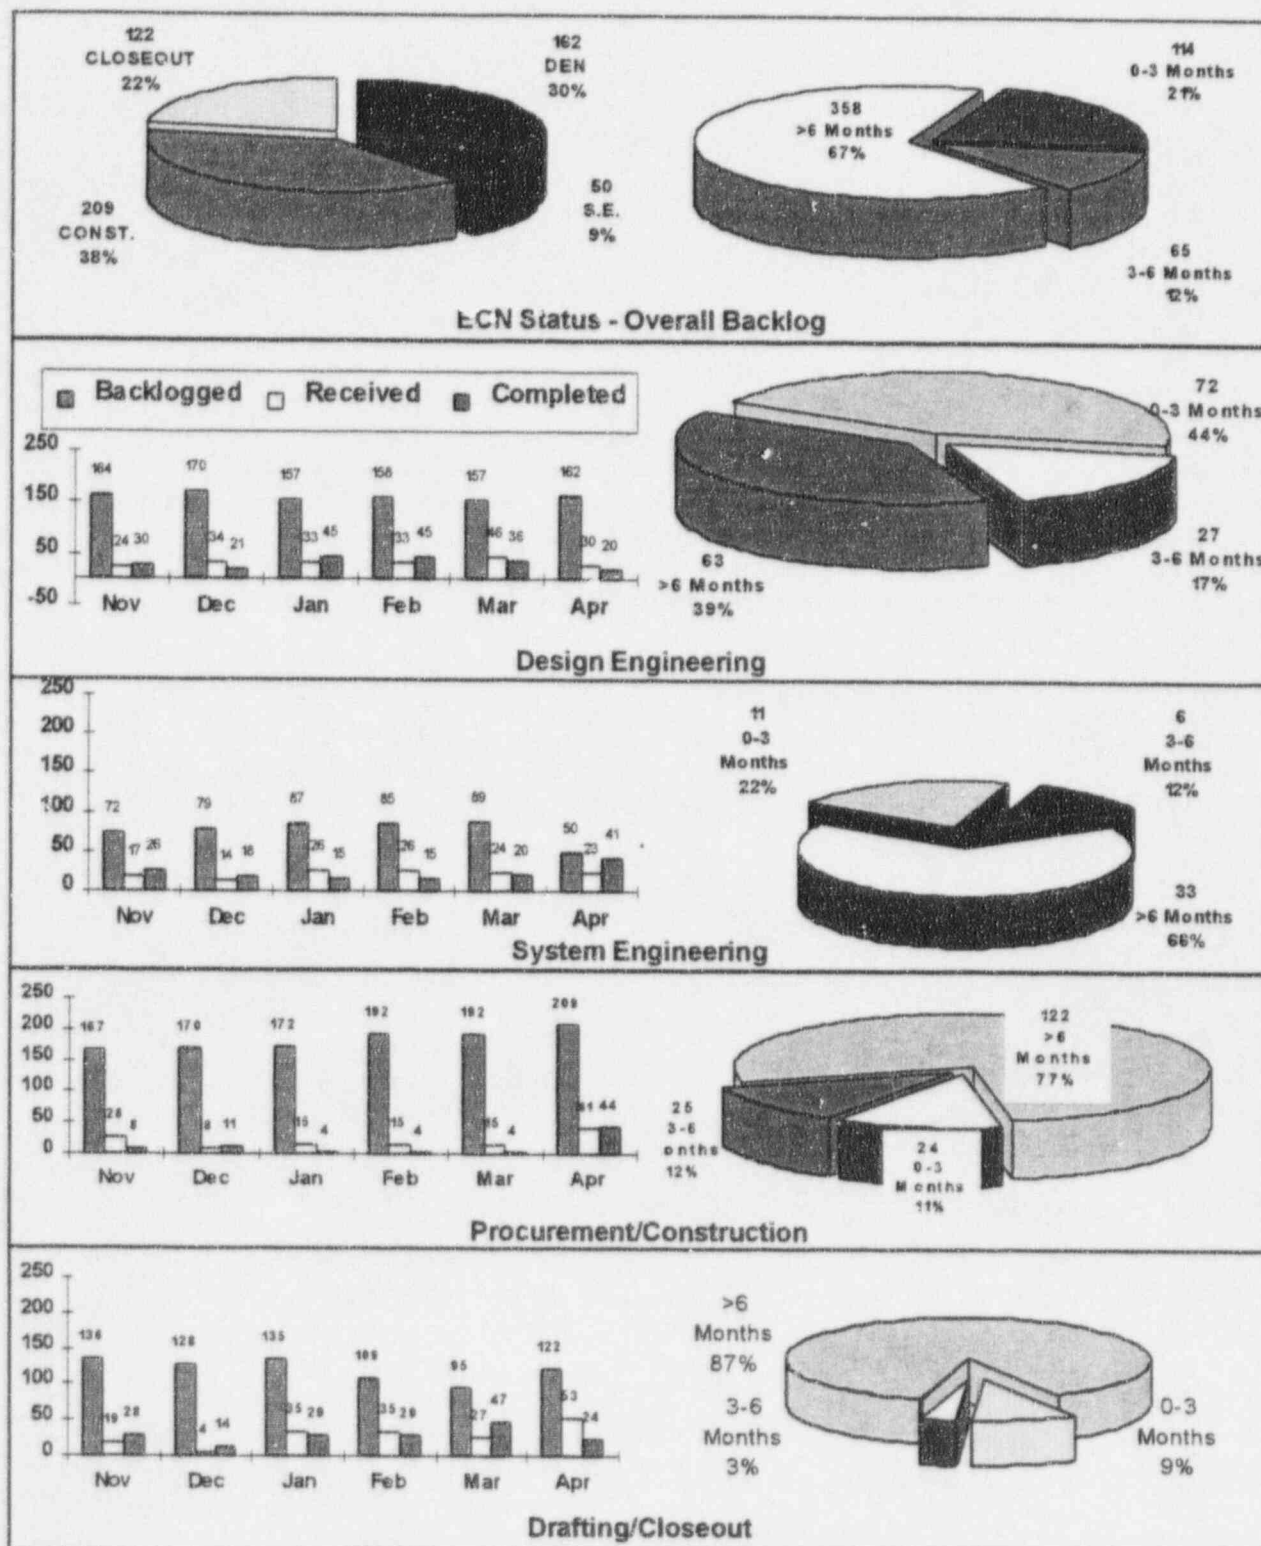 122
CLOSEOUT
22%
162
DEN
30%
209
CONST.
38%
50
S.E.
9%
358
>6 Months
67%
114
0-3 Months
21%
65
3-6 Months
12%
ECN Status - Overall Backlog
Backlogged Received Completed
250
150
50
-50
164 24 30
170 34 21
157 33 45
158 33 45
157 46 36
162 30 20
Nov Dec Jan Feb Mar Apr
72
0-3 Months
44%
27
3-6 Months
17%
63
>6 Months
39%
Design Engineering
250
200
150
100
50
0
72 17 26
79 14 18
87 26 15
85 26 15
89 24 20
50 23 41
Nov Dec Jan Feb Mar Apr
11
0-3
Months
22%
6
3-6
Months
12%
33
>6 Months
66%
System Engineering
250
200
150
100
50
0
167 8
170 8 11
172 15 4
192 15 4
192 15 4
209 44
Nov Dec Jan Feb Mar Apr
122
>6
Months
77%
25
3-6
onths
12%
24
0-3
Months
11%
Procurement/Construction
250
200
150
100
50
0
136 19 28
128 4 14
135 35 29
109 35 29
95 27 47
122 53 24
Nov Dec Jan Feb Mar Apr
>6
Months
87%
3-6
Months
3%
0-3
Months
9%
Drafting/Closeout